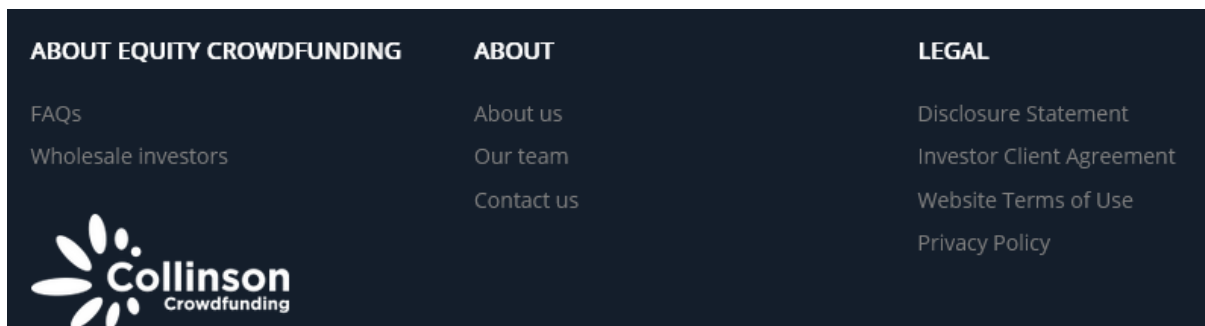 ABOUT EQUITY CROWDFUNDING
FAQs
Wholesale investors
ABOUT
About us
Our team
Contact us
LEGAL
Disclosure Statement
Investor Client Agreement
Website Terms of Use
Privacy Policy
Collinson
Crowdfunding